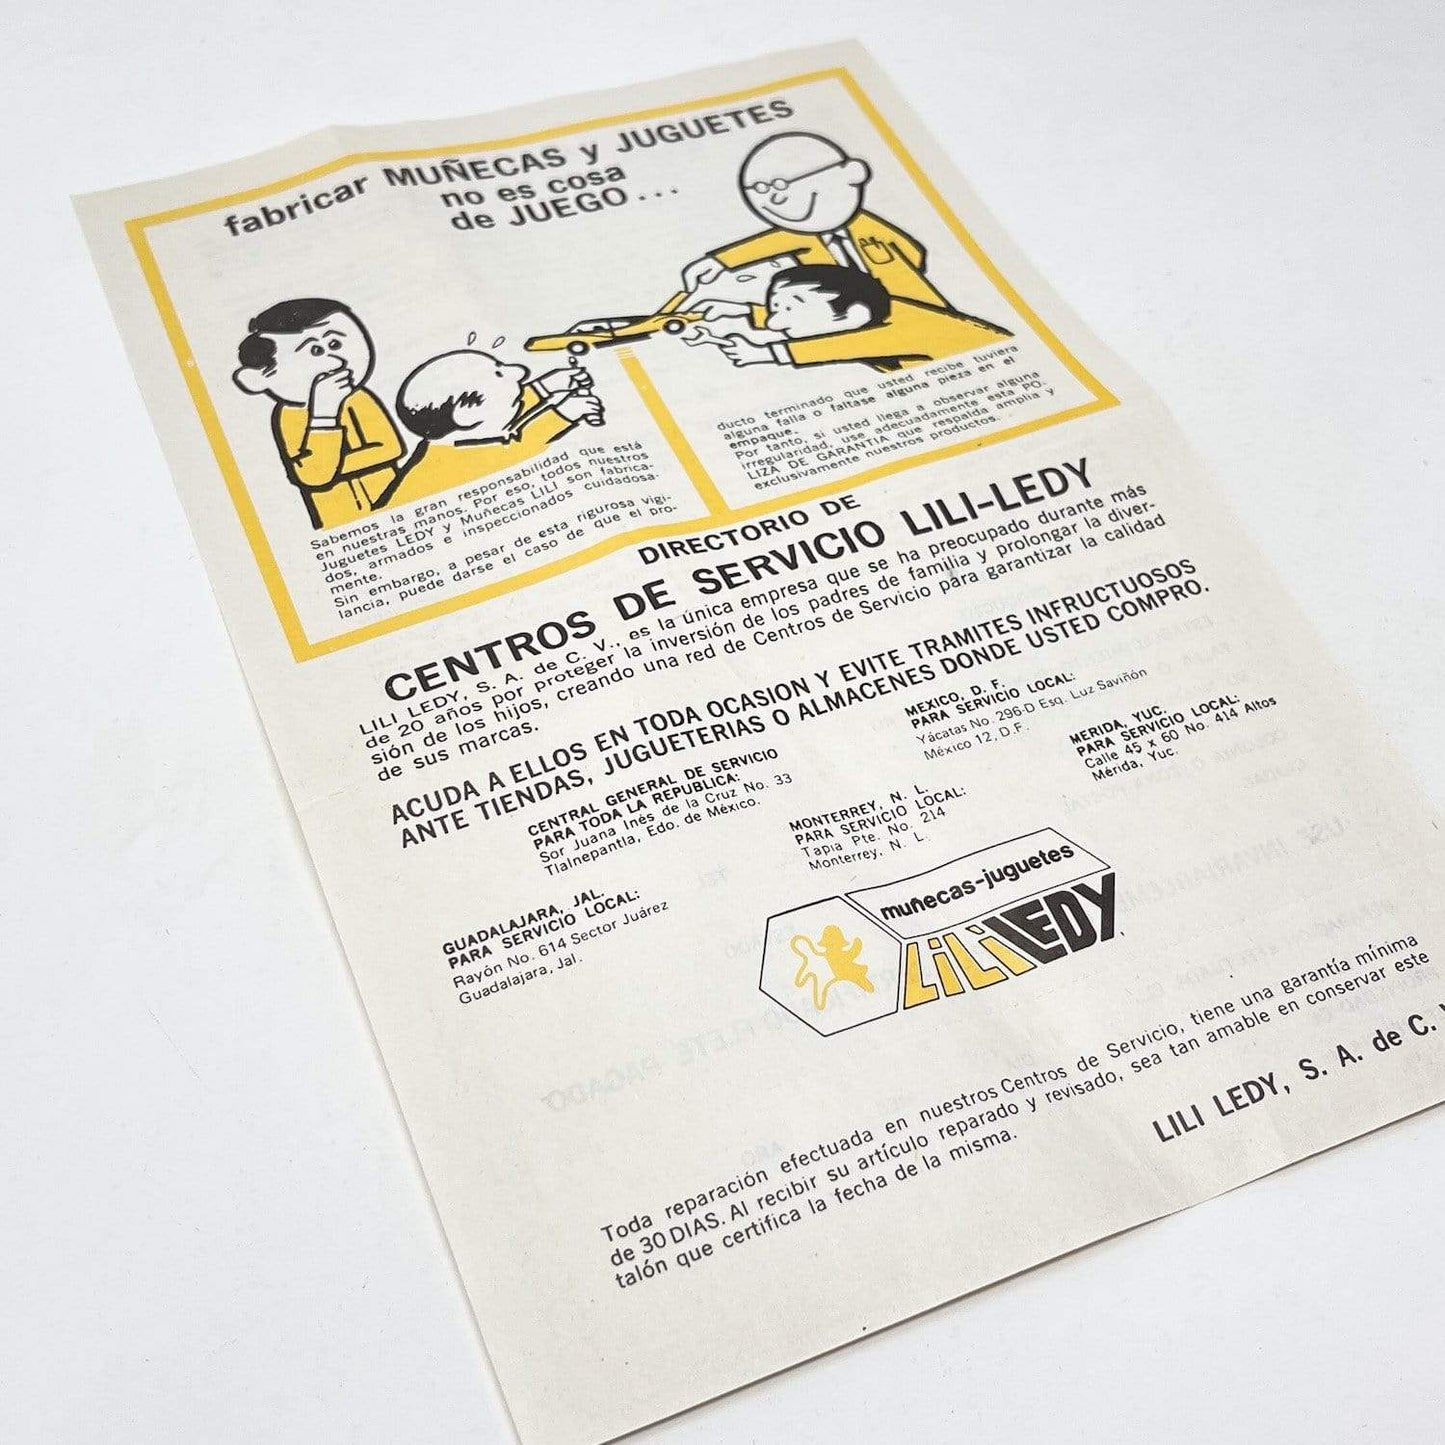 fabricar MUÑECAS y JUGUETES
no es cosa
de JUEGO...
Sabemos la gran responsabilidad que está
en nuestras manos. Por eso, todos nuestros
Juguetes LEDY y Muñecas LILI son fabrica-
dos, armados e inspeccionados cuidadosa-
mente.
Sin embargo, a pesar de esta rigurosa vigi-
lancia, puede darse el caso de que el pro-
ducto terminado que usted recibe tuviera
alguna falla o faltase alguna pieza en el
empaque.
Por tanto, si usted llega a observar alguna
irregularidad, use adecuadamente esta PO-
LIZA DE GARANTIA que respalda amplia y
exclusivamente nuestros productos.
DIRECTORIO DE
CENTROS DE SERVICIO LILI-LEDY
LILI LEDY, S. A. de C. V., es la única empresa que se ha preocupado durante más
de 20 años por proteger la inversión de los padres de familia y prolongar la diver-
sión de los hijos, creando una red de Centros de Servicio para garantizar la calidad
de sus marcas.
ACUDA A ELLOS EN TODA OCASION Y EVITE TRAMITES INFRUCTUOSOS
ANTE TIENDAS, JUGUETERIAS O ALMACENES DONDE USTED COMPRO.
CENTRAL GENERAL DE SERVICIO
PARA TODA LA REPUBLICA:
Sor Juana Inés de la Cruz No. 33
Tlalnepantla, Edo. de México.
MEXICO, D. F.
PARA SERVICIO LOCAL:
Yácatas No. 296-D Esq. Luz Saviñón
México 12, D.F.
GUADALAJARA, JAL.
PARA SERVICIO LOCAL:
Rayón No. 614 Sector Juárez
Guadalajara, Jal.
MONTERREY, N. L.
PARA SERVICIO LOCAL:
Tapia Pte. No. 214
Monterrey, N. L.
MERIDA, YUC.
PARA SERVICIO LOCAL:
Calle 45 x 60 No. 414 Altos
Mérida, Yuc.
muñecas-juguetes
LiLi LEDY
Toda reparación efectuada en nuestros Centros de Servicio, tiene una garantía mínima
de 30 DIAS. Al recibir su artículo reparado y revisado, sea tan amable en conservar este
talón que certifica la fecha de la misma.
LILI LEDY, S. A. de C. V